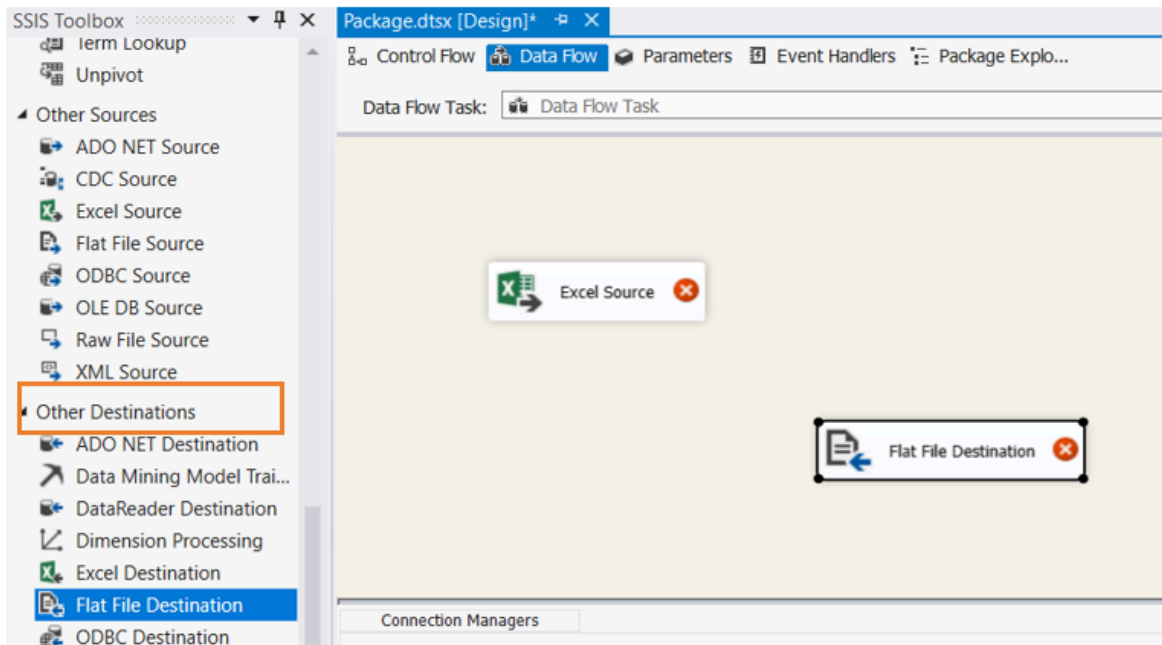 SSIS Toolbox
Term Lookup
Unpivot
Other Sources
ADO NET Source
CDC Source
Excel Source
Flat File Source
ODBC Source
OLE DB Source
Raw File Source
XML Source
Other Destinations
ADO NET Destination
Data Mining Model Trai...
DataReader Destination
Dimension Processing
Excel Destination
Flat File Destination
ODBC Destination
Package.dtsx [Design]*
Control Flow Data Flow Parameters Event Handlers Package Explo...
Data Flow Task: Data Flow Task
Excel Source
Flat File Destination
Connection Managers